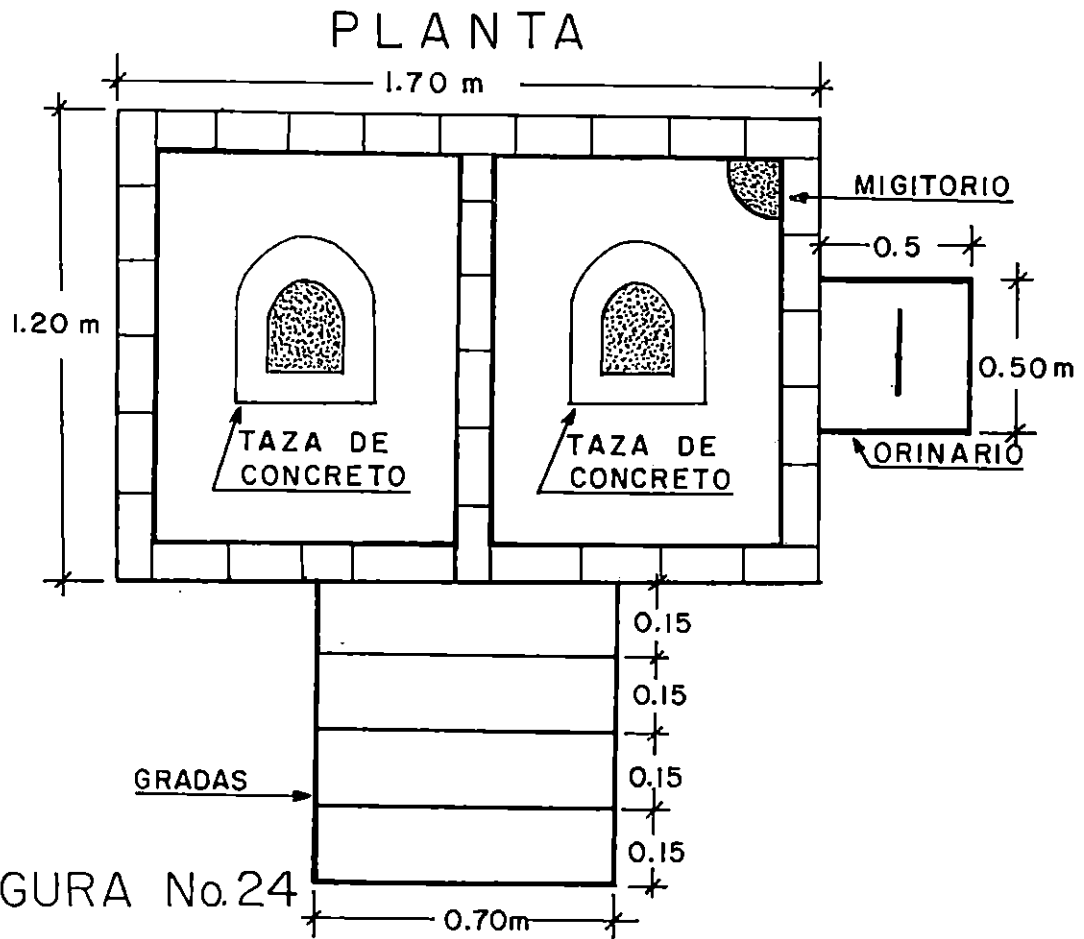 PLANTA
1.70 m
MIGITORIO
0.5
1.20 m
0.50m
TAZA DE
CONCRETO
TAZA DE
CONCRETO
ORINARIO
0.15
0.15
GRADAS
0.15
0.15
GURA No.24
0.70m